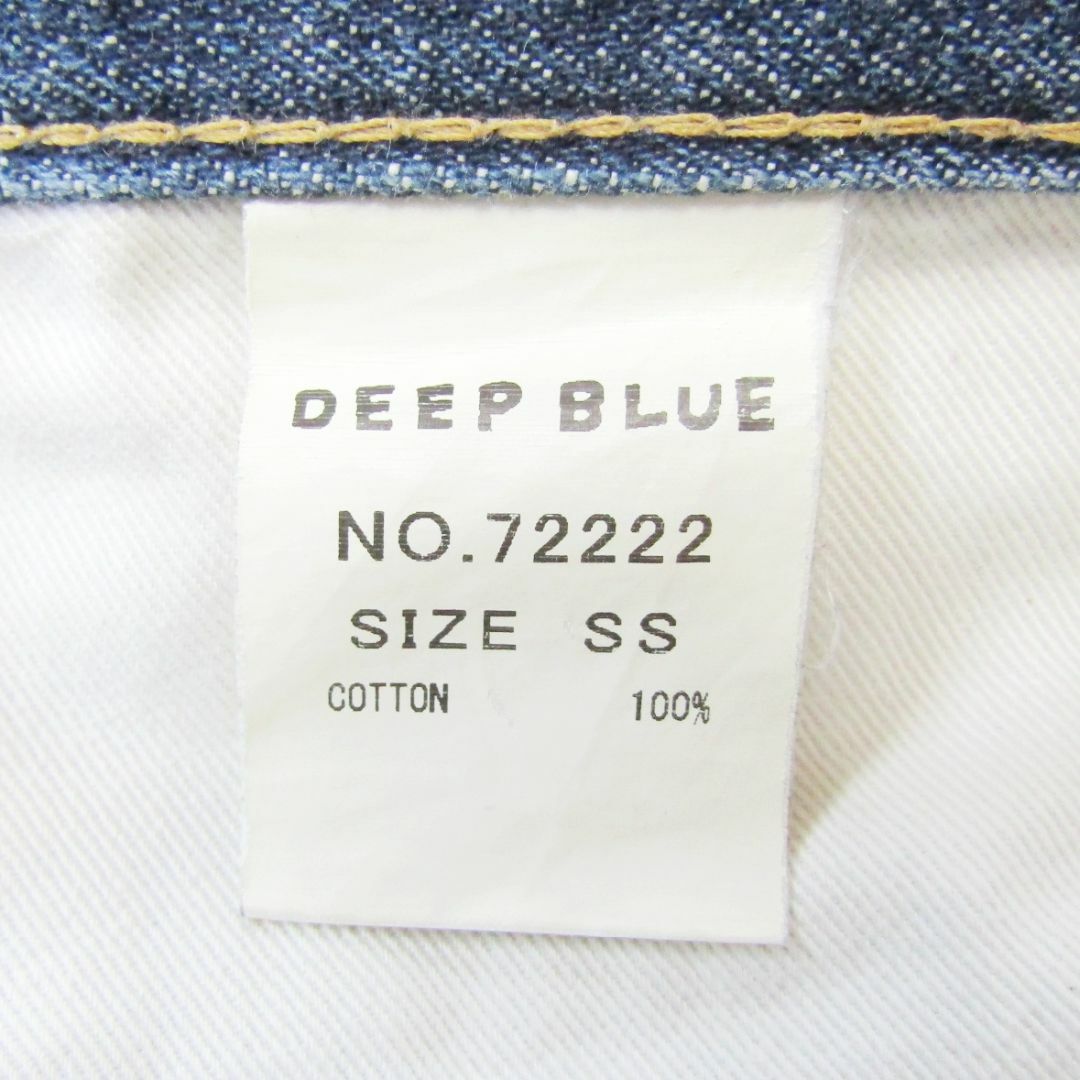 DEEP BLUE
NO.72222
SIZE SS
COTTON 100%